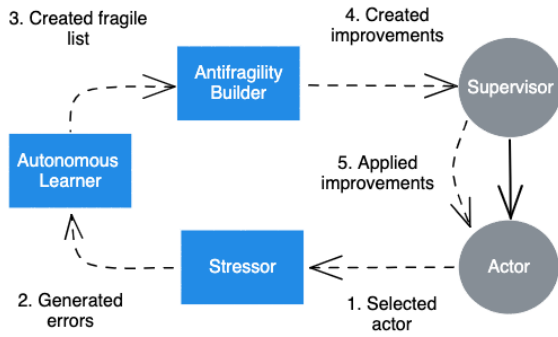 3. Created fragile
list
4. Created
improvements
Antifragility
Builder
Supervisor
Autonomous
Learner
5. Applied
improvements
Stressor
Actor
2. Generated
errors
1. Selected
actor